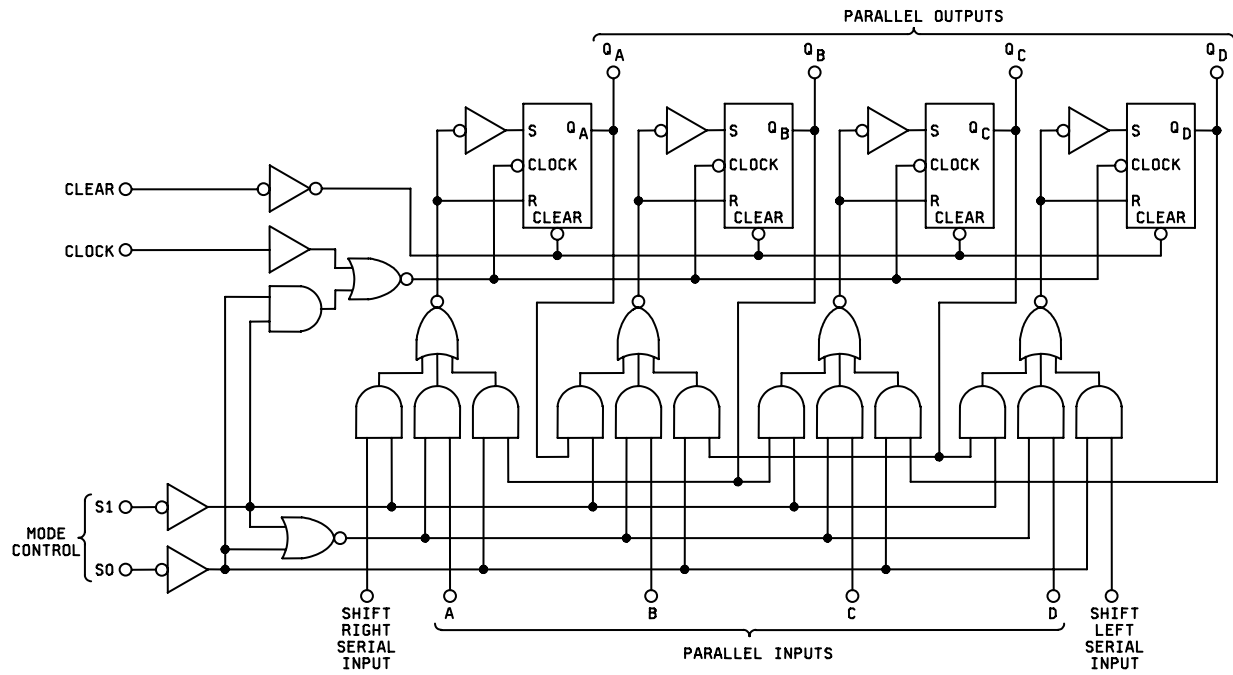 PARALLEL OUTPUTS
QA QB QC QD
S QA S QB S QC S QD
CLOCK CLOCK CLOCK CLOCK
CLEAR
R R R R
CLEAR CLEAR CLEAR CLEAR
CLOCK
S1
MODE
CONTROL
S0
A B C D
SHIFT
RIGHT
SERIAL
INPUT
SHIFT
LEFT
SERIAL
INPUT
PARALLEL INPUTS